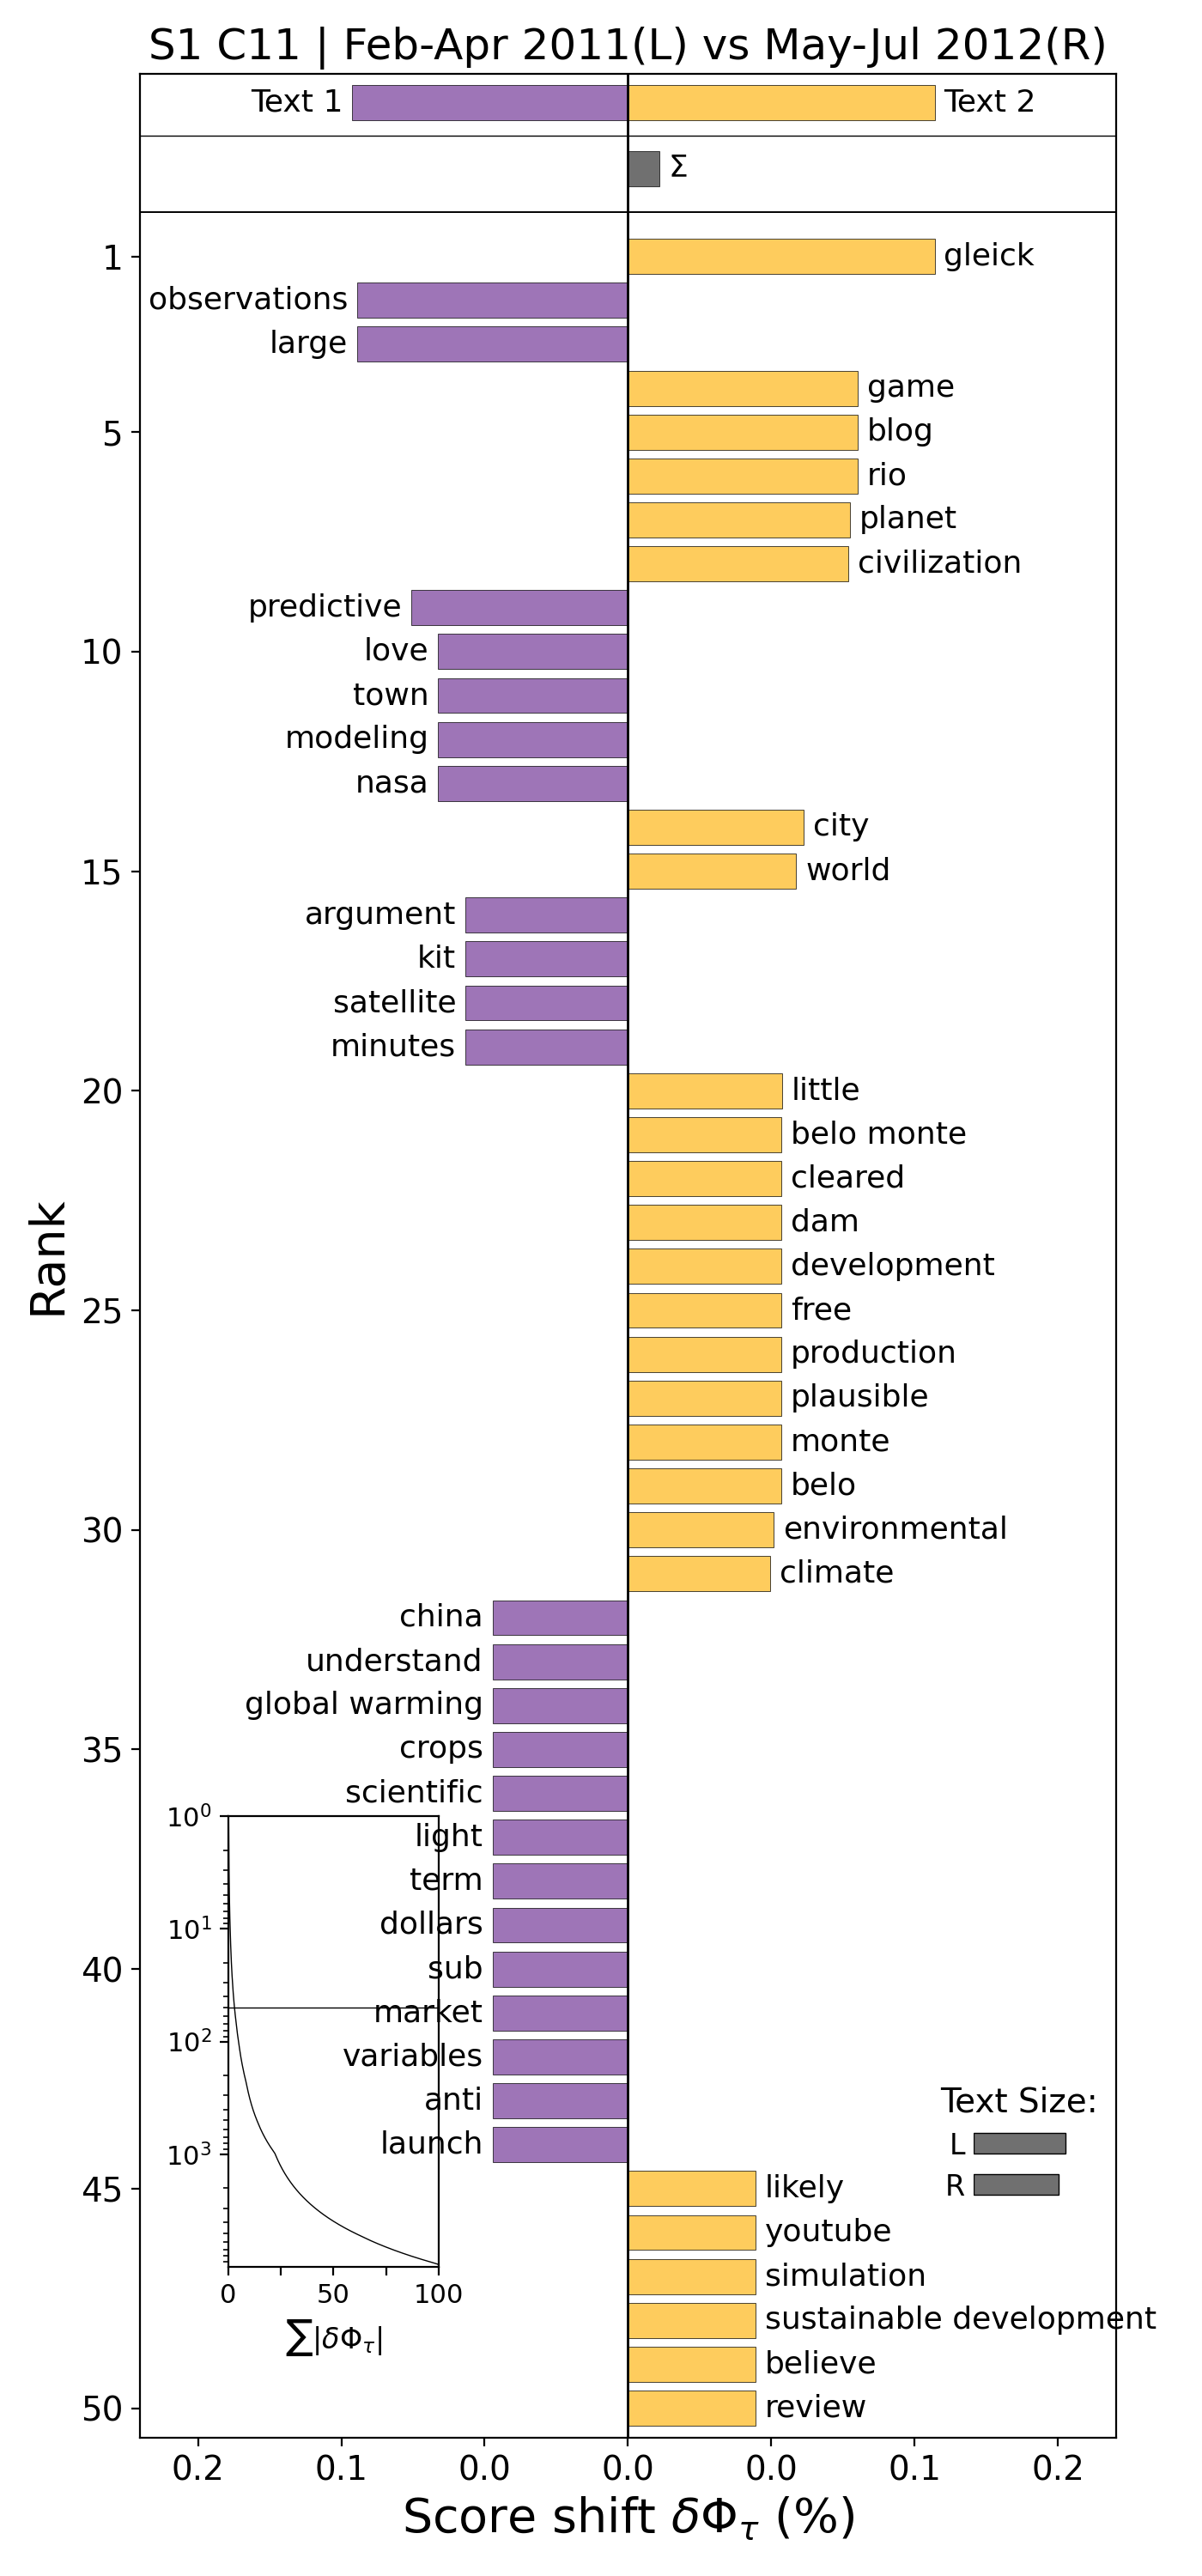 S1 C11 | Feb-Apr 2011(L) vs May-Jul 2012(R)
Text 1
Text 2
Σ
1
gleick
observations
large
game
5
blog
rio
planet
civilization
predictive
10
love
town
modeling
nasa
city
15
world
argument
kit
satellite
minutes
20
little
belo monte
cleared
dam
development
25
free
production
plausible
monte
belo
30
environmental
climate
china
understand
global warming
35
crops
scientific
light
term
dollars
40
sub
market
variables
anti
launch
45
likely
youtube
simulation
sustainable development
believe
50
review
Rank
10⁰
10¹
10²
10³
0 50 100
∑|δΦ_τ|
Text Size:
L
R
0.2 0.1 0.0 0.0 0.0 0.1 0.2
Score shift δΦ_τ (%)